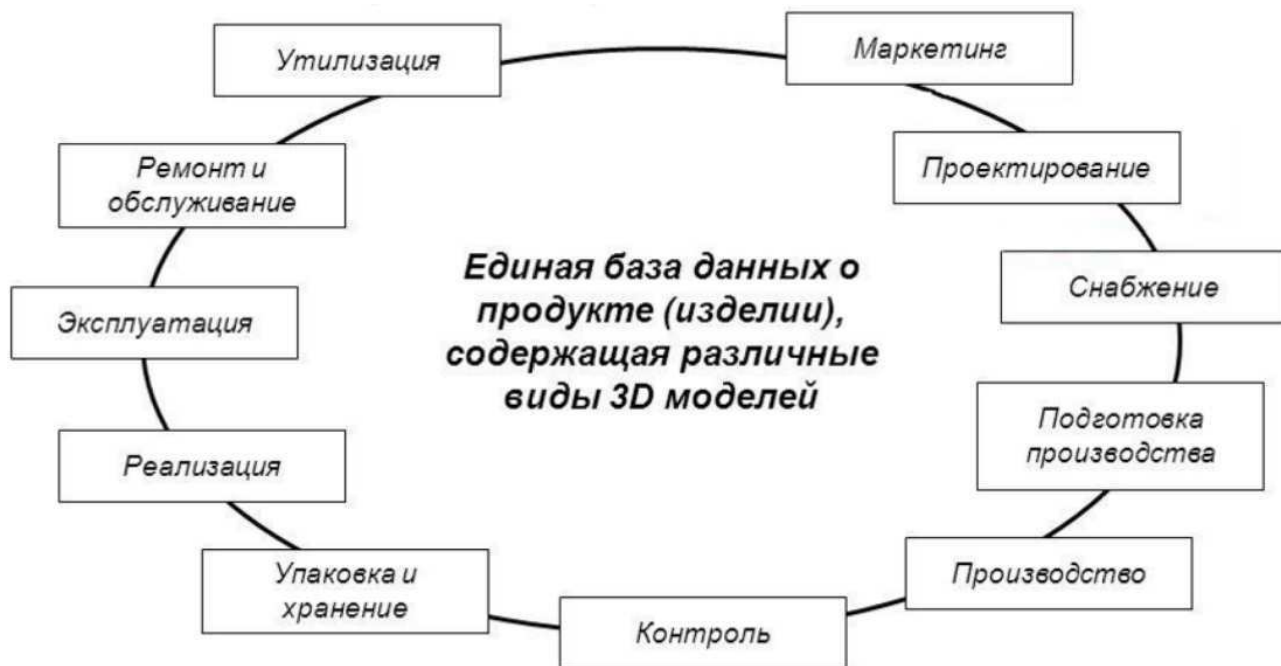 Утилизация
Маркетинг
Проектирование
Снабжение
Подготовка
производства
Производство
Контроль
Упаковка и
хранение
Реализация
Эксплуатация
Ремонт и
обслуживание
Единая база данных о
продукте (изделии),
содержащая различные
виды 3D моделей